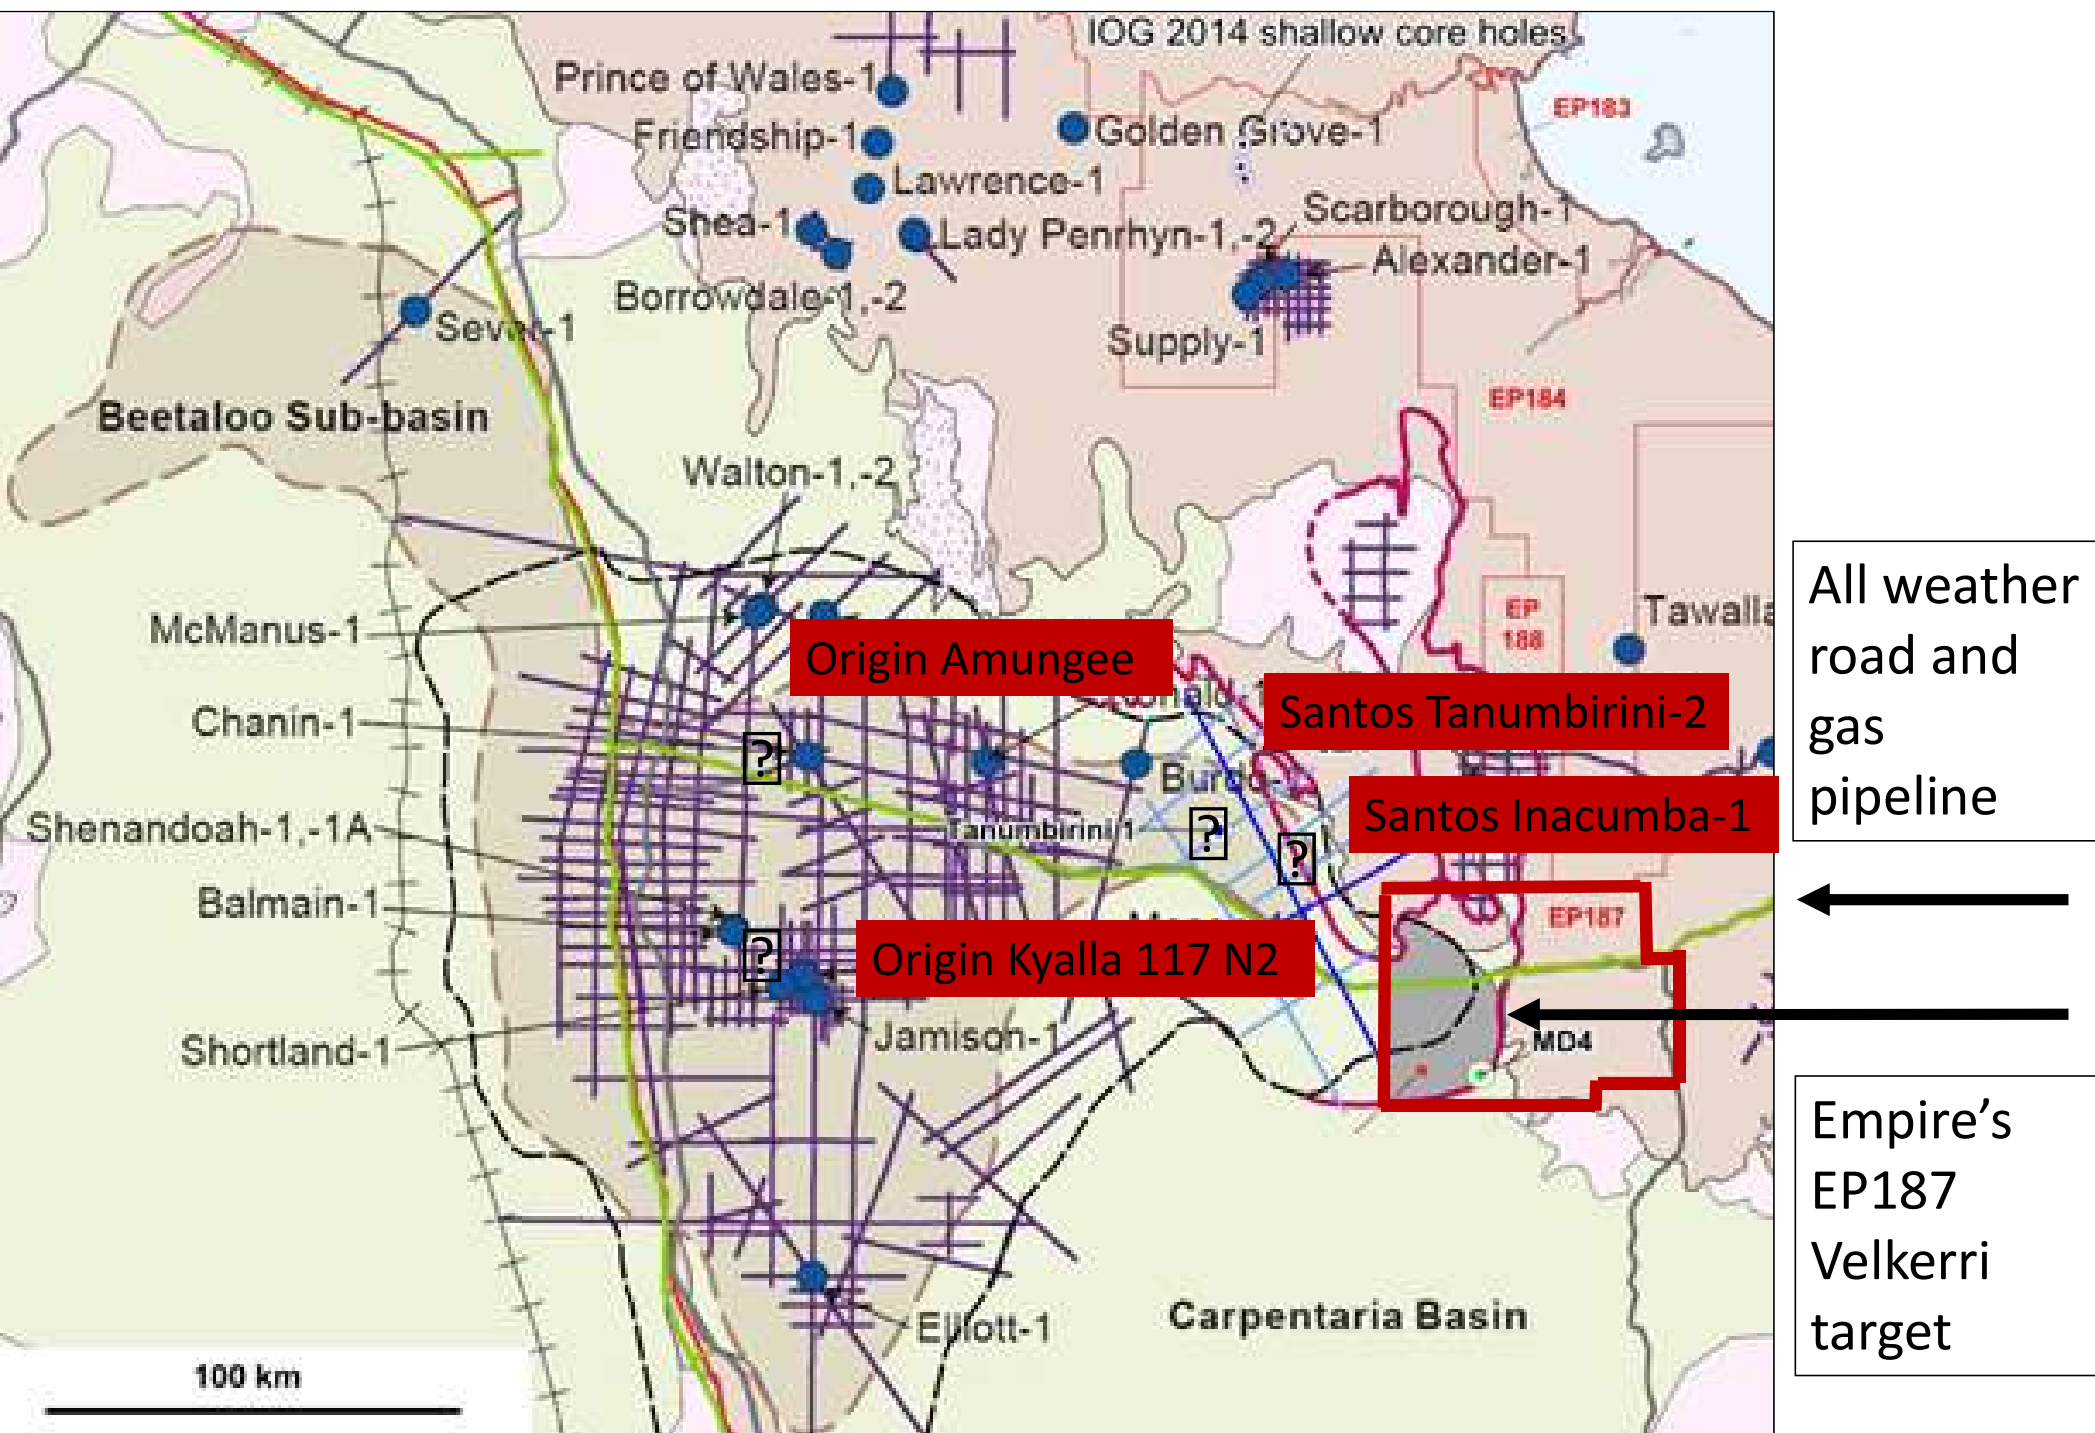 IOG 2014 shallow core holes
Prince of Wales-1
EP183
Friendship-1
Golden Grove-1
Lawrence-1
Shea-1
Scarborough-1
Lady Penrhyn-1,-2
Alexander-1
Borrowdale-1,-2
Sever-1
Supply-1
EP184
Beetaloo Sub-basin
Walton-1,-2
All weather
road and
gas
pipeline
McManus-1
EP
188
Origin Amungee
Santos Tanumbirini-2
Chanin-1
?
Santos Inacumba-1
Shenandoah-1,-1A
Tanumbirini 1
?
?
Balmain-1
EP187
?
Origin Kyalla 117 N2
Shortland-1
Jamison-1
MD4
Empire’s
EP187
Velkerri
target
Carpentaria Basin
Elliott-1
100 km